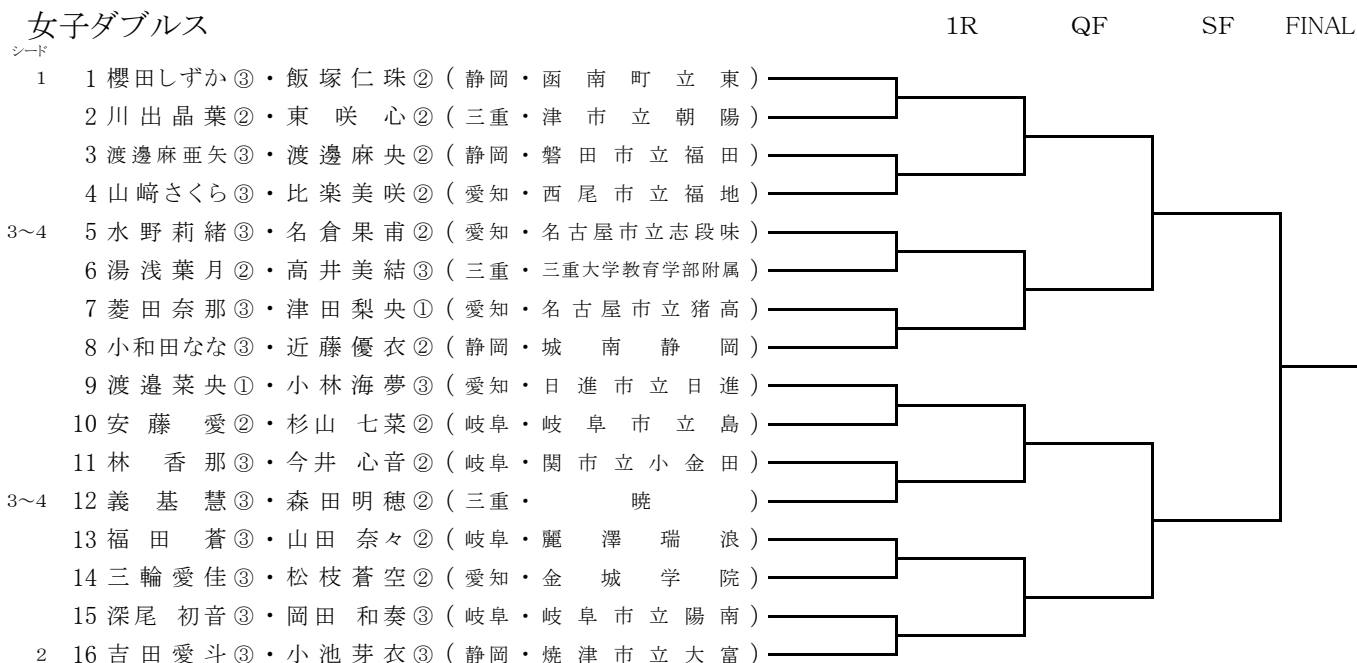 女子ダブルス 1R QF SF FINAL
シード
1 1 櫻田しずか③・飯塚仁珠② (静岡・函南町立東)
2 川出晶葉②・東咲心② (三重・津市立朝陽)
3 渡邊麻亜矢③・渡邊麻央② (静岡・磐田市立福田)
4 山﨑さくら③・比楽美咲② (愛知・西尾市立福地)
3~4 5 水野莉緒③・名倉果甫② (愛知・名古屋市立志段味)
6 湯浅葉月②・高井美結③ (三重・三重大学教育学部附属)
7 菱田奈那③・津田梨央① (愛知・名古屋市立猪高)
8 小和田なな③・近藤優衣② (静岡・城南静岡)
9 渡邉菜央①・小林海夢③ (愛知・日進市立日進)
10 安藤愛②・杉山七菜② (岐阜・岐阜市立島)
11 林香那③・今井心音② (岐阜・関市立小金田)
3~4 12 義基慧③・森田明穂② (三重・暁)
13 福田蒼③・山田奈々② (岐阜・麗澤瑞浪)
14 三輪愛佳③・松枝蒼空② (愛知・金城学院)
15 深尾初音③・岡田和奏③ (岐阜・岐阜市立陽南)
2 16 吉田愛斗③・小池芽衣③ (静岡・焼津市立大富)